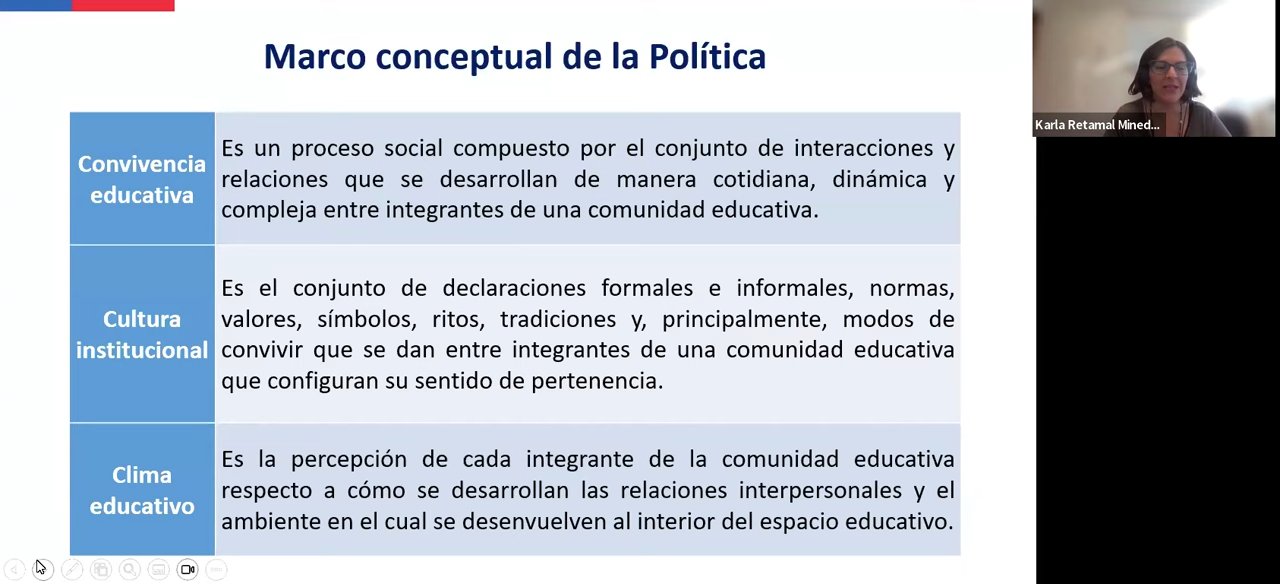 Marco conceptual de la Política
Karla Retamal Mined...
Convivencia
educativa
Es un proceso social compuesto por el conjunto de interacciones y
relaciones que se desarrollan de manera cotidiana, dinámica y
compleja entre integrantes de una comunidad educativa.
Cultura
institucional
Es el conjunto de declaraciones formales e informales, normas,
valores, símbolos, ritos, tradiciones y, principalmente, modos de
convivir que se dan entre integrantes de una comunidad educativa
que configuran su sentido de pertenencia.
Clima
educativo
Es la percepción de cada integrante de la comunidad educativa
respecto a cómo se desarrollan las relaciones interpersonales y el
ambiente en el cual se desenvuelven al interior del espacio educativo.